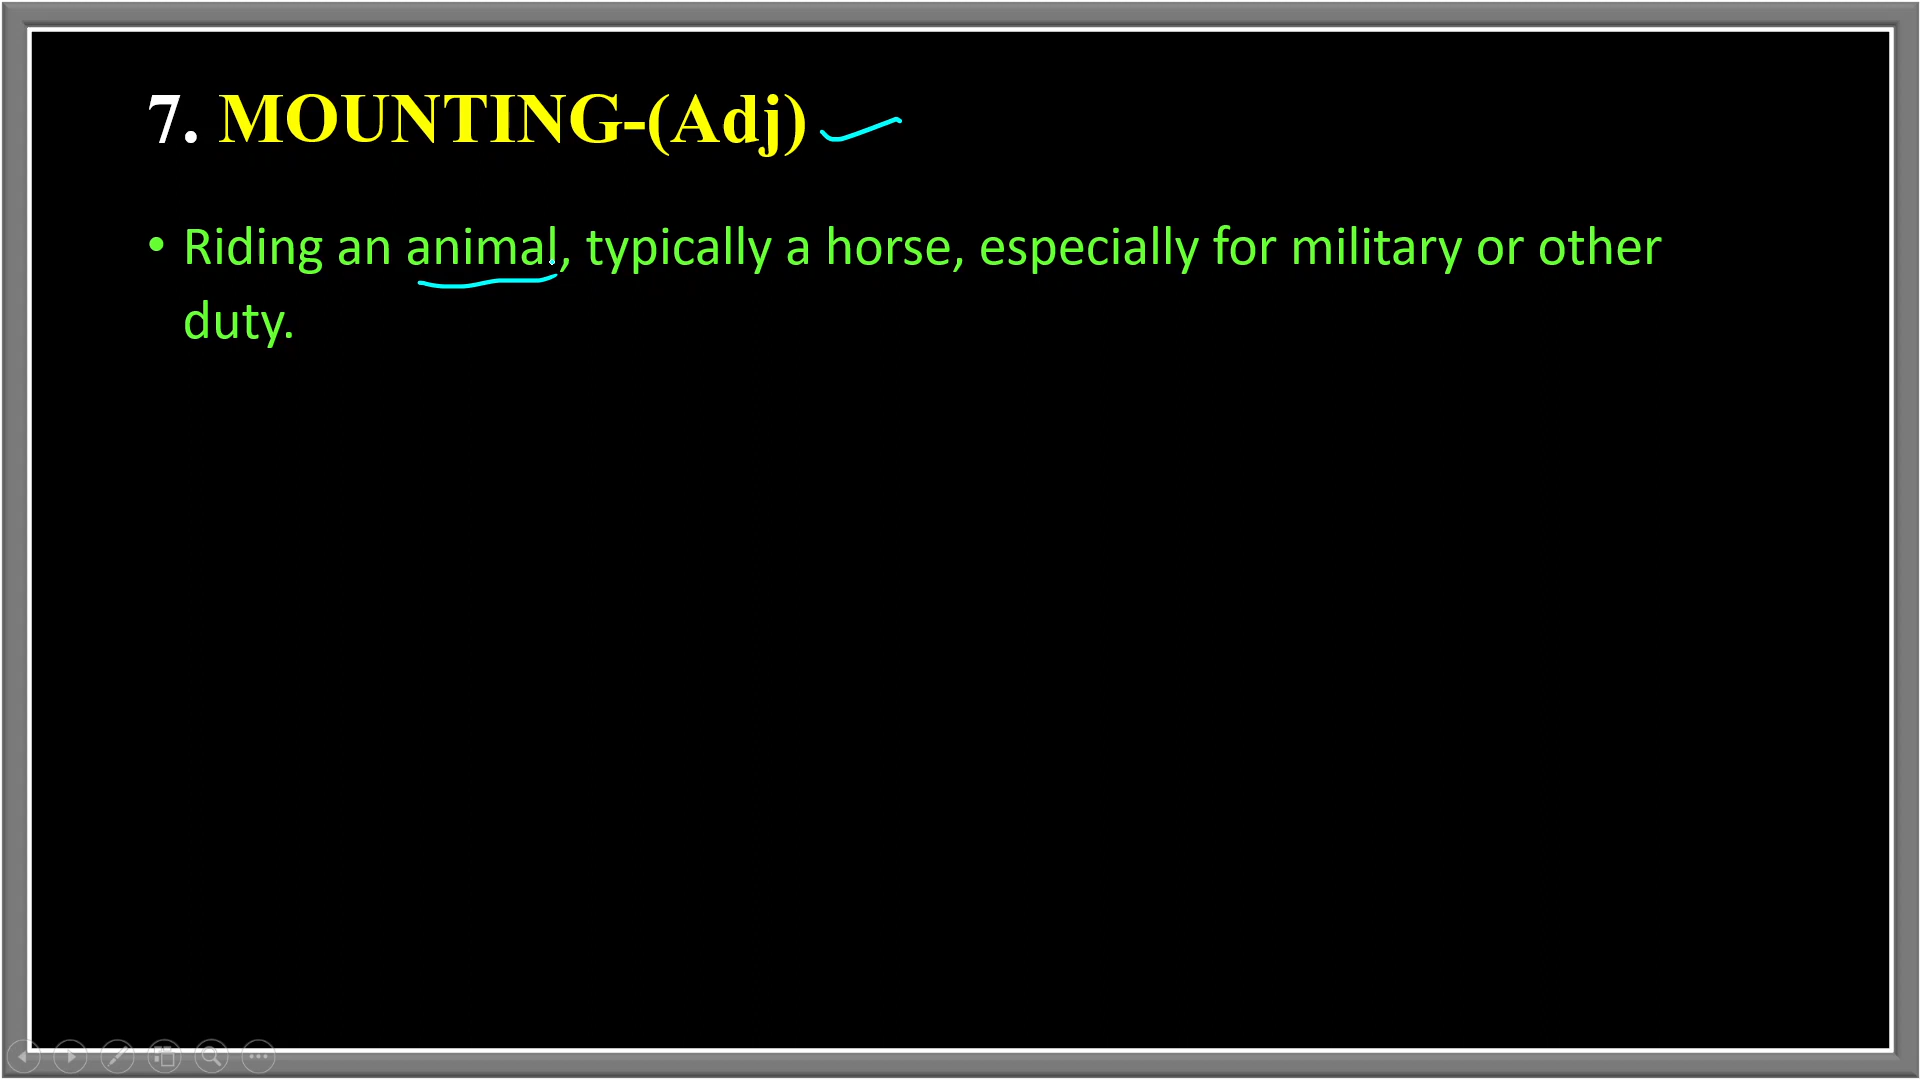 7. MOUNTING-(Adj)
• Riding an animal, typically a horse, especially for military or other
duty.